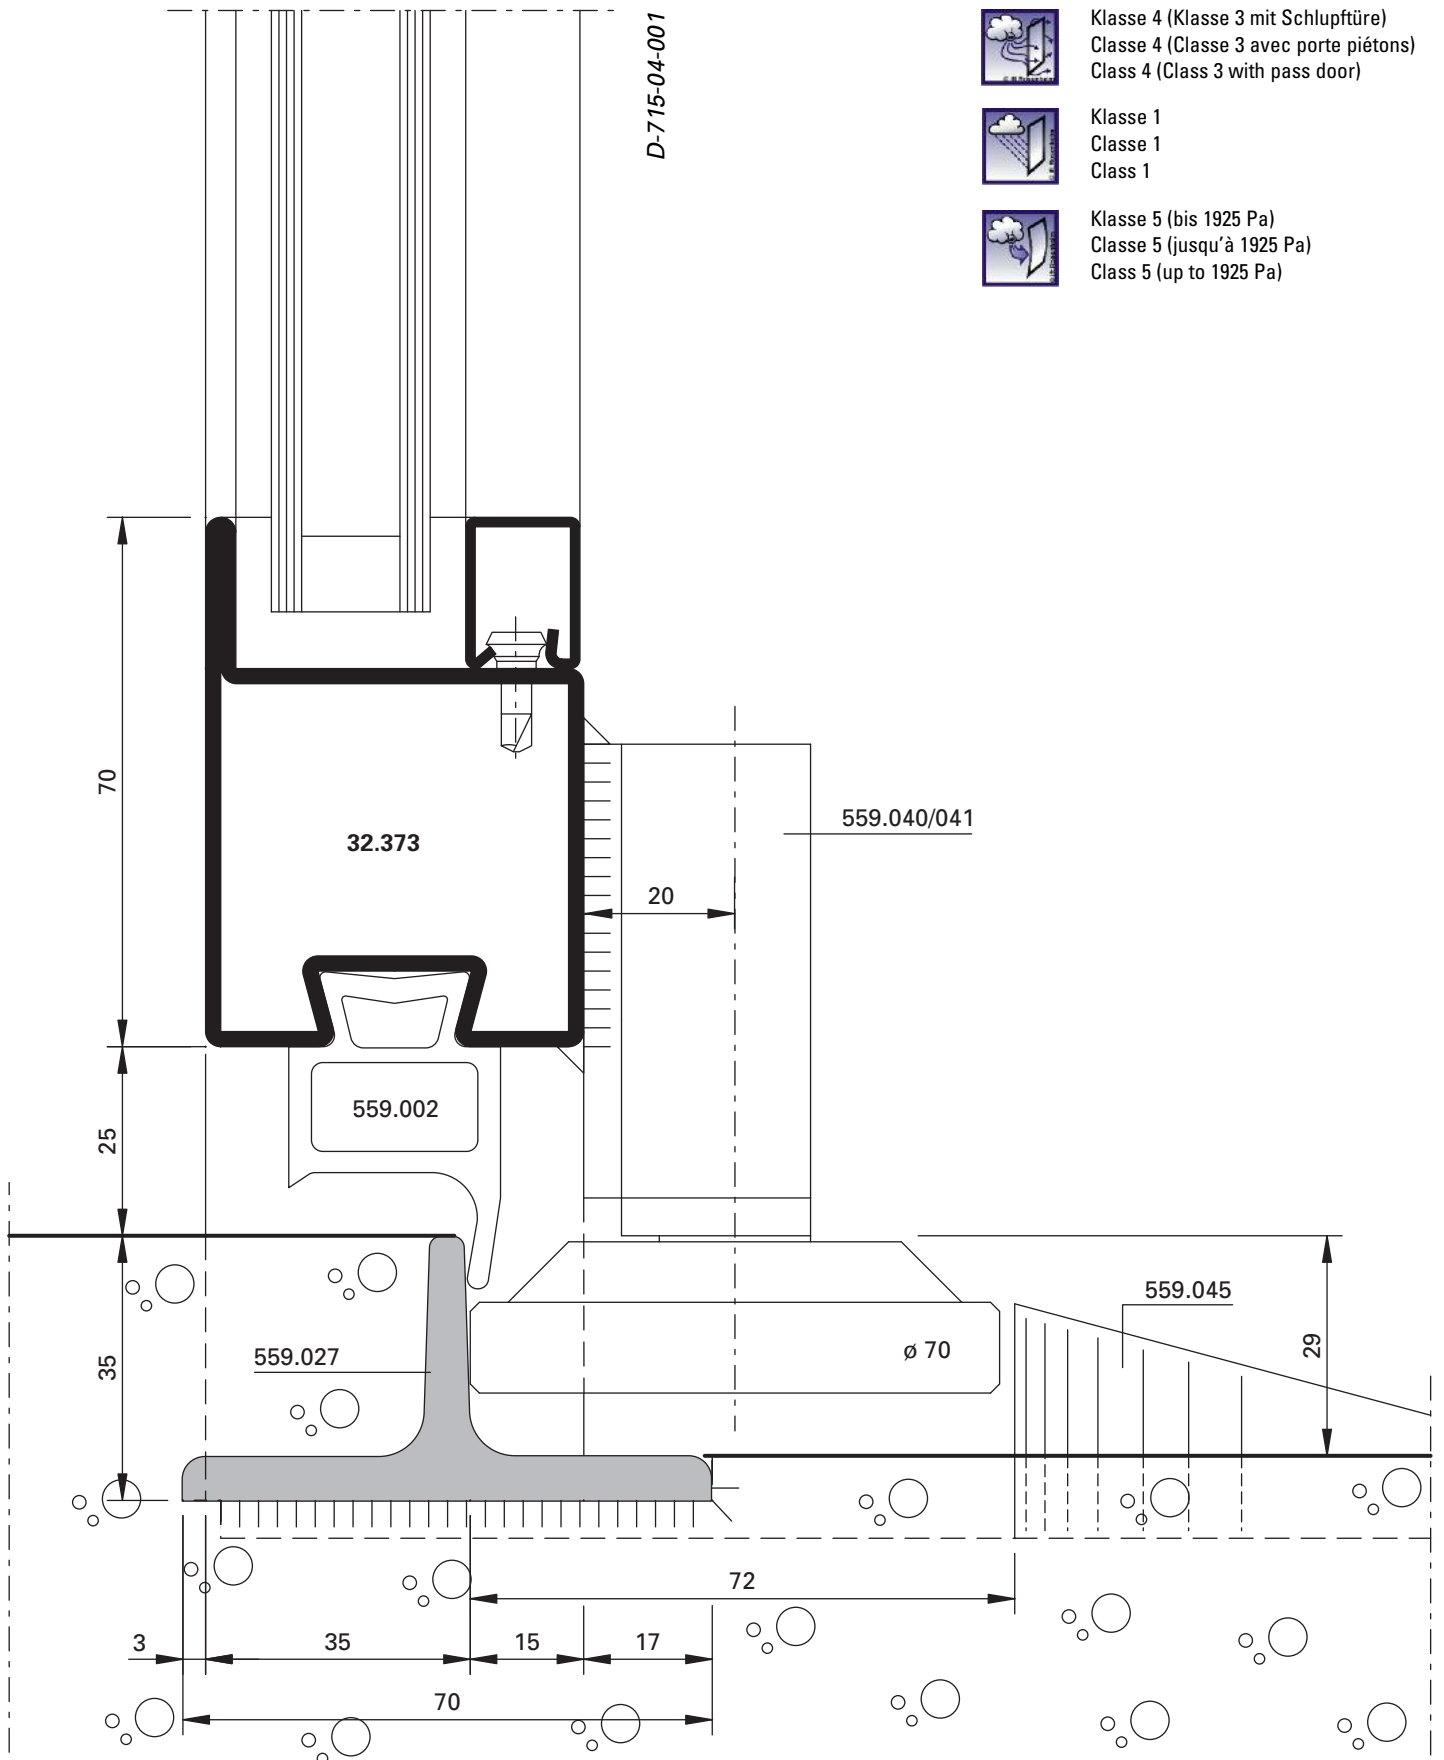 D-715-04-001
Klasse 4 (Klasse 3 mit Schlupftüre)
Classe 4 (Classe 3 avec porte piétons)
Class 4 (Class 3 with pass door)
Klasse 1
Classe 1
Class 1
Klasse 5 (bis 1925 Pa)
Classe 5 (jusqu'à 1925 Pa)
Class 5 (up to 1925 Pa)
70
32.373
559.040/041
20
25
559.002
35
559.027
ø 70
559.045
29
72
3
35
15
17
70